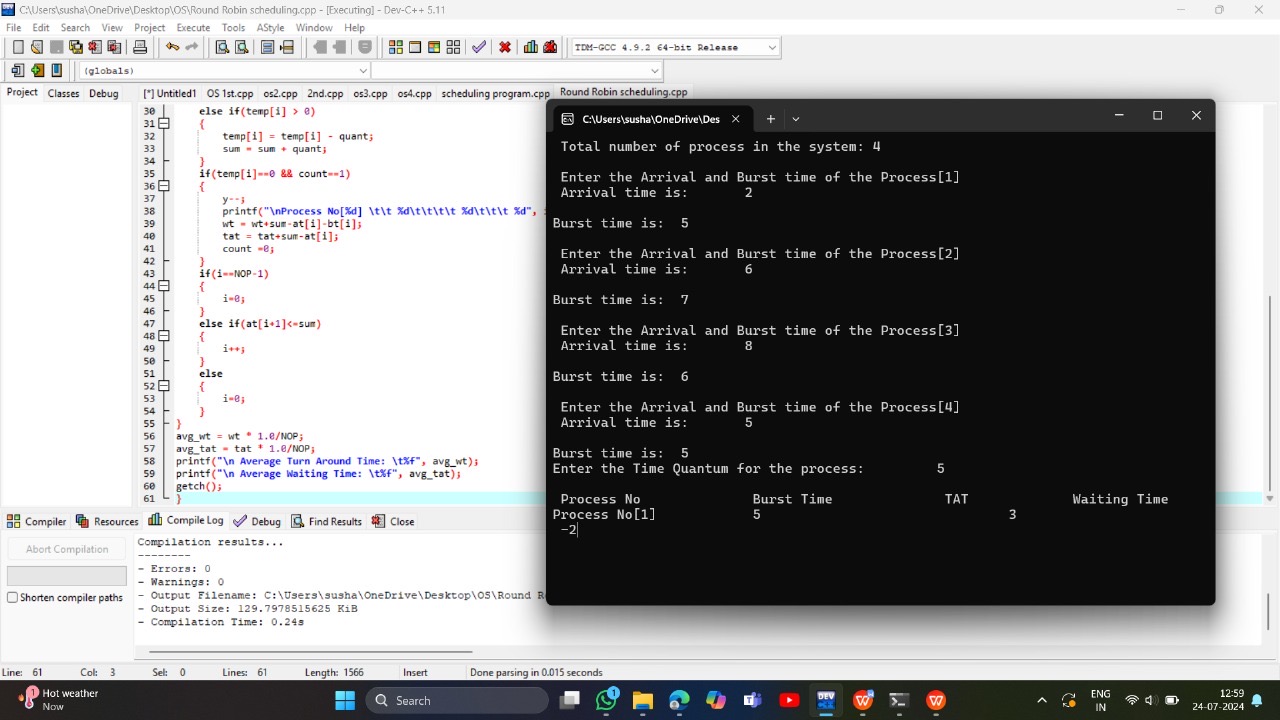 C:\Users\susha\OneDrive\Desktop\OS\Round Robin scheduling.cpp - [Executing] - Dev-C++ 5.11
File Edit Search View Project Execute Tools AStyle Window Help
TDM-GCC 4.9.2 64-bit Release
(globals)
Project Classes Debug
[*] Untitled1 OS 1st.cpp os2.cpp 2nd.cpp os3.cpp os4.cpp scheduling program.cpp Round Robin scheduling.cpp
30 else if(temp[i] > 0)
31 {
32 temp[i] = temp[i] - quant;
33 sum = sum + quant;
34 }
35 if(temp[i]==0 && count==1)
36 {
37 y--;
38 printf("\nProcess No[%d] \t\t %d\t\t\t\t %d\t\t\t %d",
39 wt = wt+sum-at[i]-bt[i];
40 tat = tat+sum-at[i];
41 count =0;
42 }
43 if(i==NOP-1)
44 {
45 i=0;
46 }
47 else if(at[i+1]<=sum)
48 {
49 i++;
50 }
51 else
52 {
53 i=0;
54 }
55 }
56 avg_wt = wt * 1.0/NOP;
57 avg_tat = tat * 1.0/NOP;
58 printf("\n Average Turn Around Time: \t%f", avg_wt);
59 printf("\n Average Waiting Time: \t%f", avg_tat);
60 getch();
61 }
C:\Users\susha\OneDrive\Des
Total number of process in the system: 4
Enter the Arrival and Burst time of the Process[1]
Arrival time is: 2
Burst time is: 5
Enter the Arrival and Burst time of the Process[2]
Arrival time is: 6
Burst time is: 7
Enter the Arrival and Burst time of the Process[3]
Arrival time is: 8
Burst time is: 6
Enter the Arrival and Burst time of the Process[4]
Arrival time is: 5
Burst time is: 5
Enter the Time Quantum for the process: 5
Process No Burst Time TAT Waiting Time
Process No[1] 5 3
-2
Compiler Resources Compile Log Debug Find Results Close
Abort Compilation
Shorten compiler paths
Compilation results...
--------
- Errors: 0
- Warnings: 0
- Output Filename: C:\Users\susha\OneDrive\Desktop\OS\Round R
- Output Size: 129.7978515625 KiB
- Compilation Time: 0.24s
Line: 61 Col: 3 Sel: 0 Lines: 61 Length: 1566 Insert Done parsing in 0.015 seconds
1
Hot weather
Now
Search
1
DEV
ENG
IN
12:59
24-07-2024